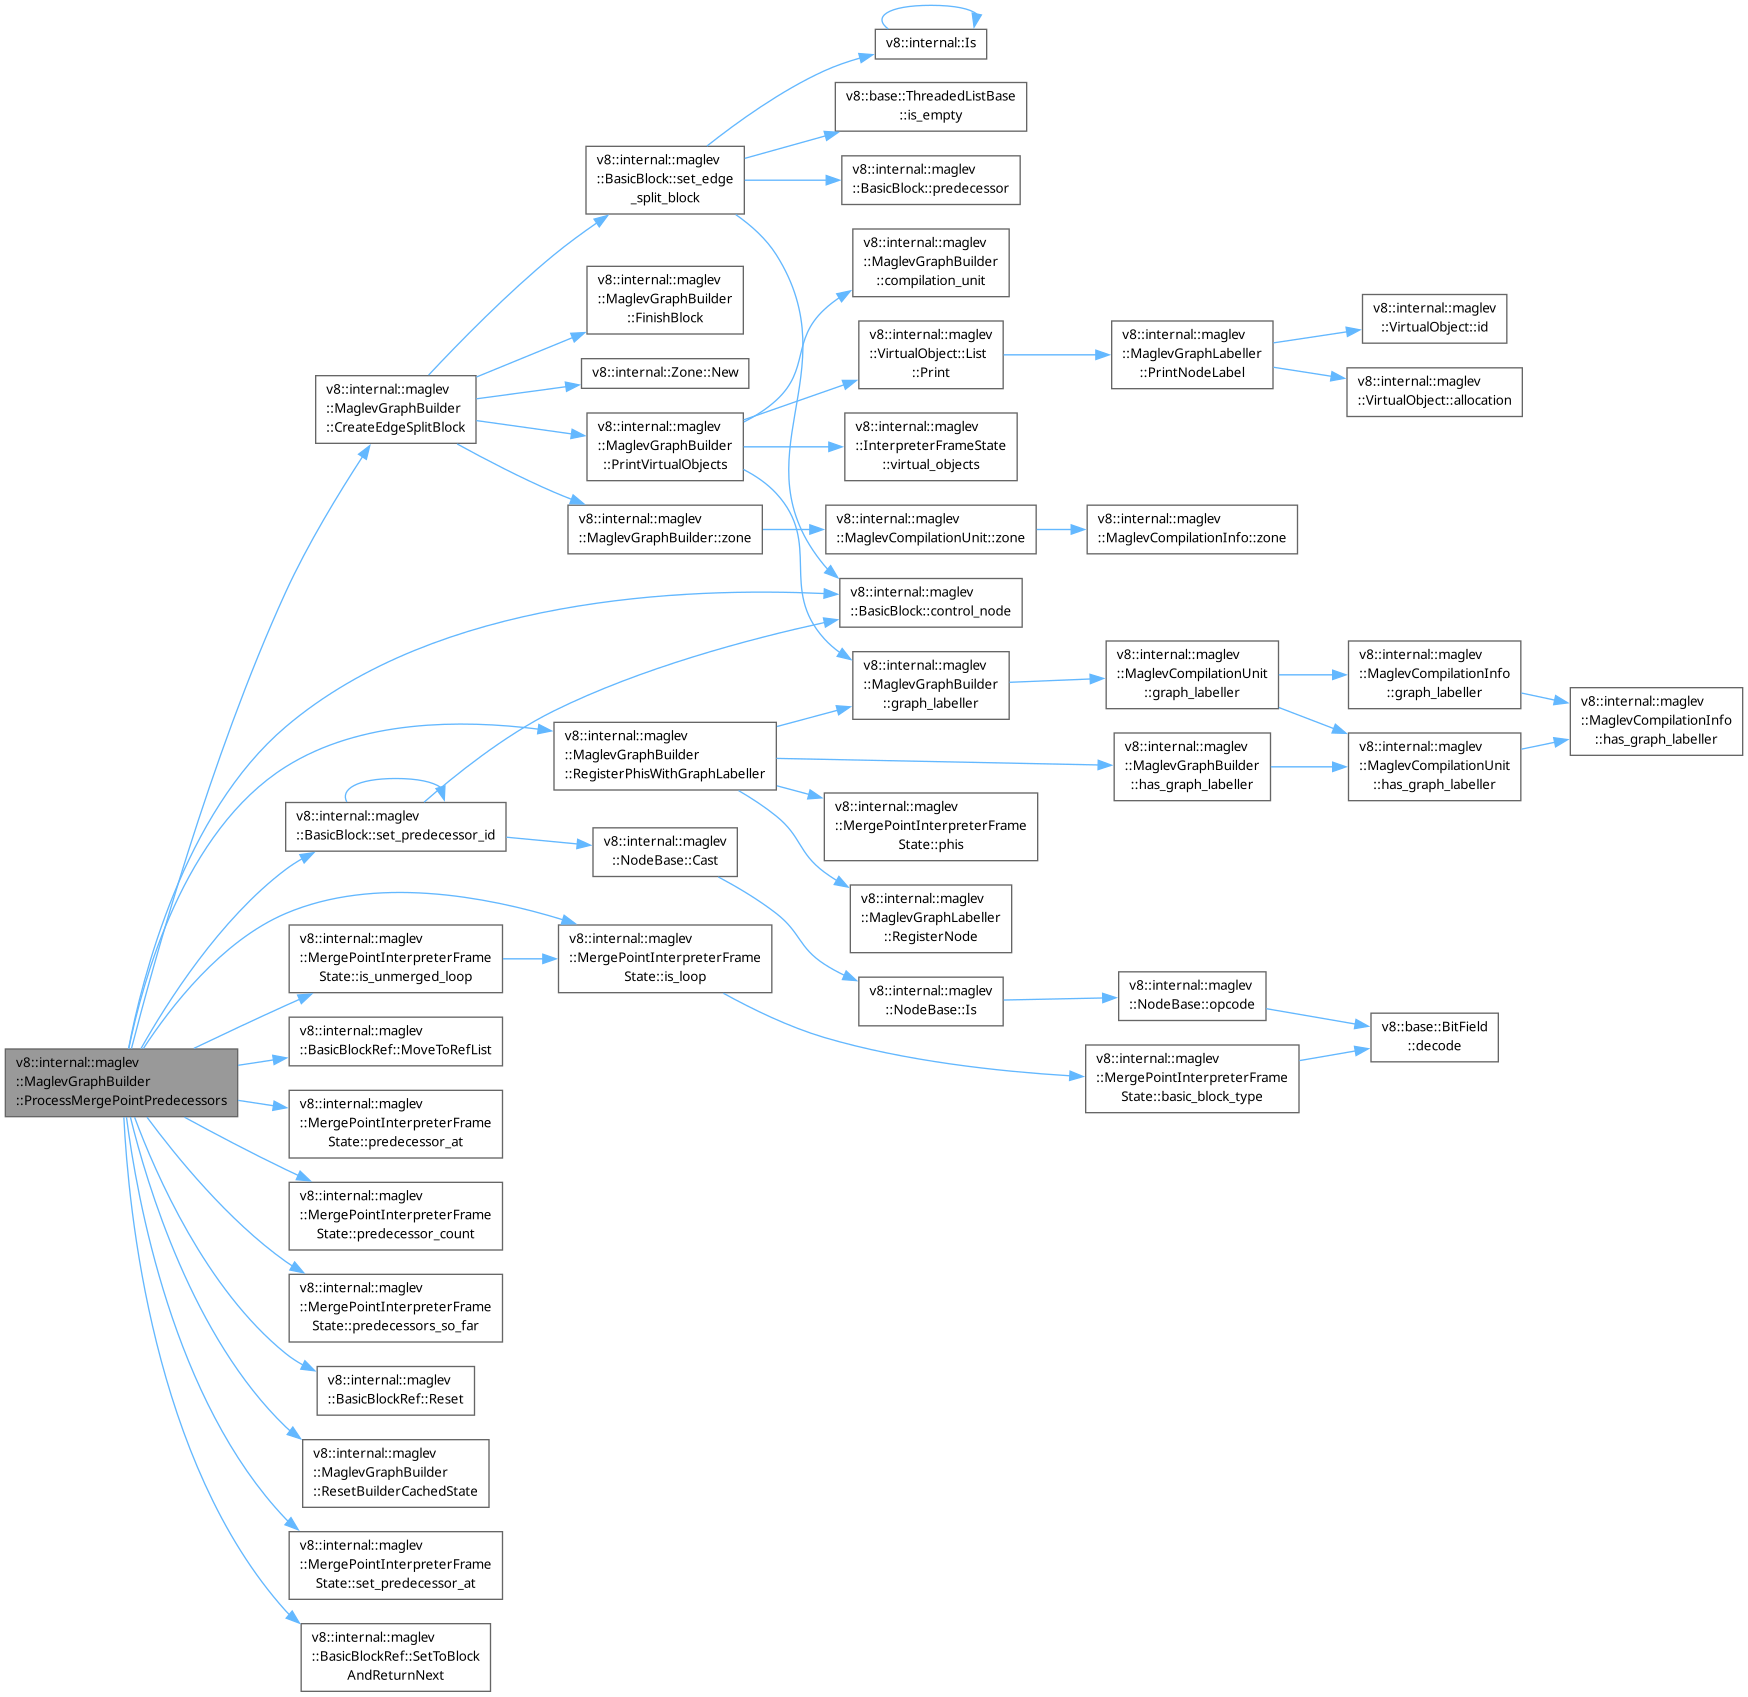 v8::internal::Is
v8::base::ThreadedListBase
::is_empty
v8::internal::maglev
::BasicBlock::set_edge
_split_block
v8::internal::maglev
::BasicBlock::predecessor
v8::internal::maglev
::MaglevGraphBuilder
::compilation_unit
v8::internal::maglev
::MaglevGraphBuilder
::FinishBlock
v8::internal::maglev
::VirtualObject::List
::Print
v8::internal::maglev
::MaglevGraphLabeller
::PrintNodeLabel
v8::internal::maglev
::VirtualObject::id
v8::internal::maglev
::VirtualObject::allocation
v8::internal::Zone::New
v8::internal::maglev
::MaglevGraphBuilder
::CreateEdgeSplitBlock
v8::internal::maglev
::MaglevGraphBuilder
::PrintVirtualObjects
v8::internal::maglev
::InterpreterFrameState
::virtual_objects
v8::internal::maglev
::MaglevGraphBuilder::zone
v8::internal::maglev
::MaglevCompilationUnit::zone
v8::internal::maglev
::MaglevCompilationInfo::zone
v8::internal::maglev
::BasicBlock::control_node
v8::internal::maglev
::MaglevGraphBuilder
::graph_labeller
v8::internal::maglev
::MaglevCompilationUnit
::graph_labeller
v8::internal::maglev
::MaglevCompilationInfo
::graph_labeller
v8::internal::maglev
::MaglevCompilationInfo
::has_graph_labeller
v8::internal::maglev
::MaglevGraphBuilder
::RegisterPhisWithGraphLabeller
v8::internal::maglev
::MaglevGraphBuilder
::has_graph_labeller
v8::internal::maglev
::MaglevCompilationUnit
::has_graph_labeller
v8::internal::maglev
::BasicBlock::set_predecessor_id
v8::internal::maglev
::NodeBase::Cast
v8::internal::maglev
::MergePointInterpreterFrame
State::phis
v8::internal::maglev
::MaglevGraphLabeller
::RegisterNode
v8::internal::maglev
::MergePointInterpreterFrame
State::is_unmerged_loop
v8::internal::maglev
::MergePointInterpreterFrame
State::is_loop
v8::internal::maglev
::NodeBase::Is
v8::internal::maglev
::NodeBase::opcode
v8::base::BitField
::decode
v8::internal::maglev
::MergePointInterpreterFrame
State::basic_block_type
v8::internal::maglev
::MaglevGraphBuilder
::ProcessMergePointPredecessors
v8::internal::maglev
::BasicBlockRef::MoveToRefList
v8::internal::maglev
::MergePointInterpreterFrame
State::predecessor_at
v8::internal::maglev
::MergePointInterpreterFrame
State::predecessor_count
v8::internal::maglev
::MergePointInterpreterFrame
State::predecessors_so_far
v8::internal::maglev
::BasicBlockRef::Reset
v8::internal::maglev
::MaglevGraphBuilder
::ResetBuilderCachedState
v8::internal::maglev
::MergePointInterpreterFrame
State::set_predecessor_at
v8::internal::maglev
::BasicBlockRef::SetToBlock
AndReturnNext